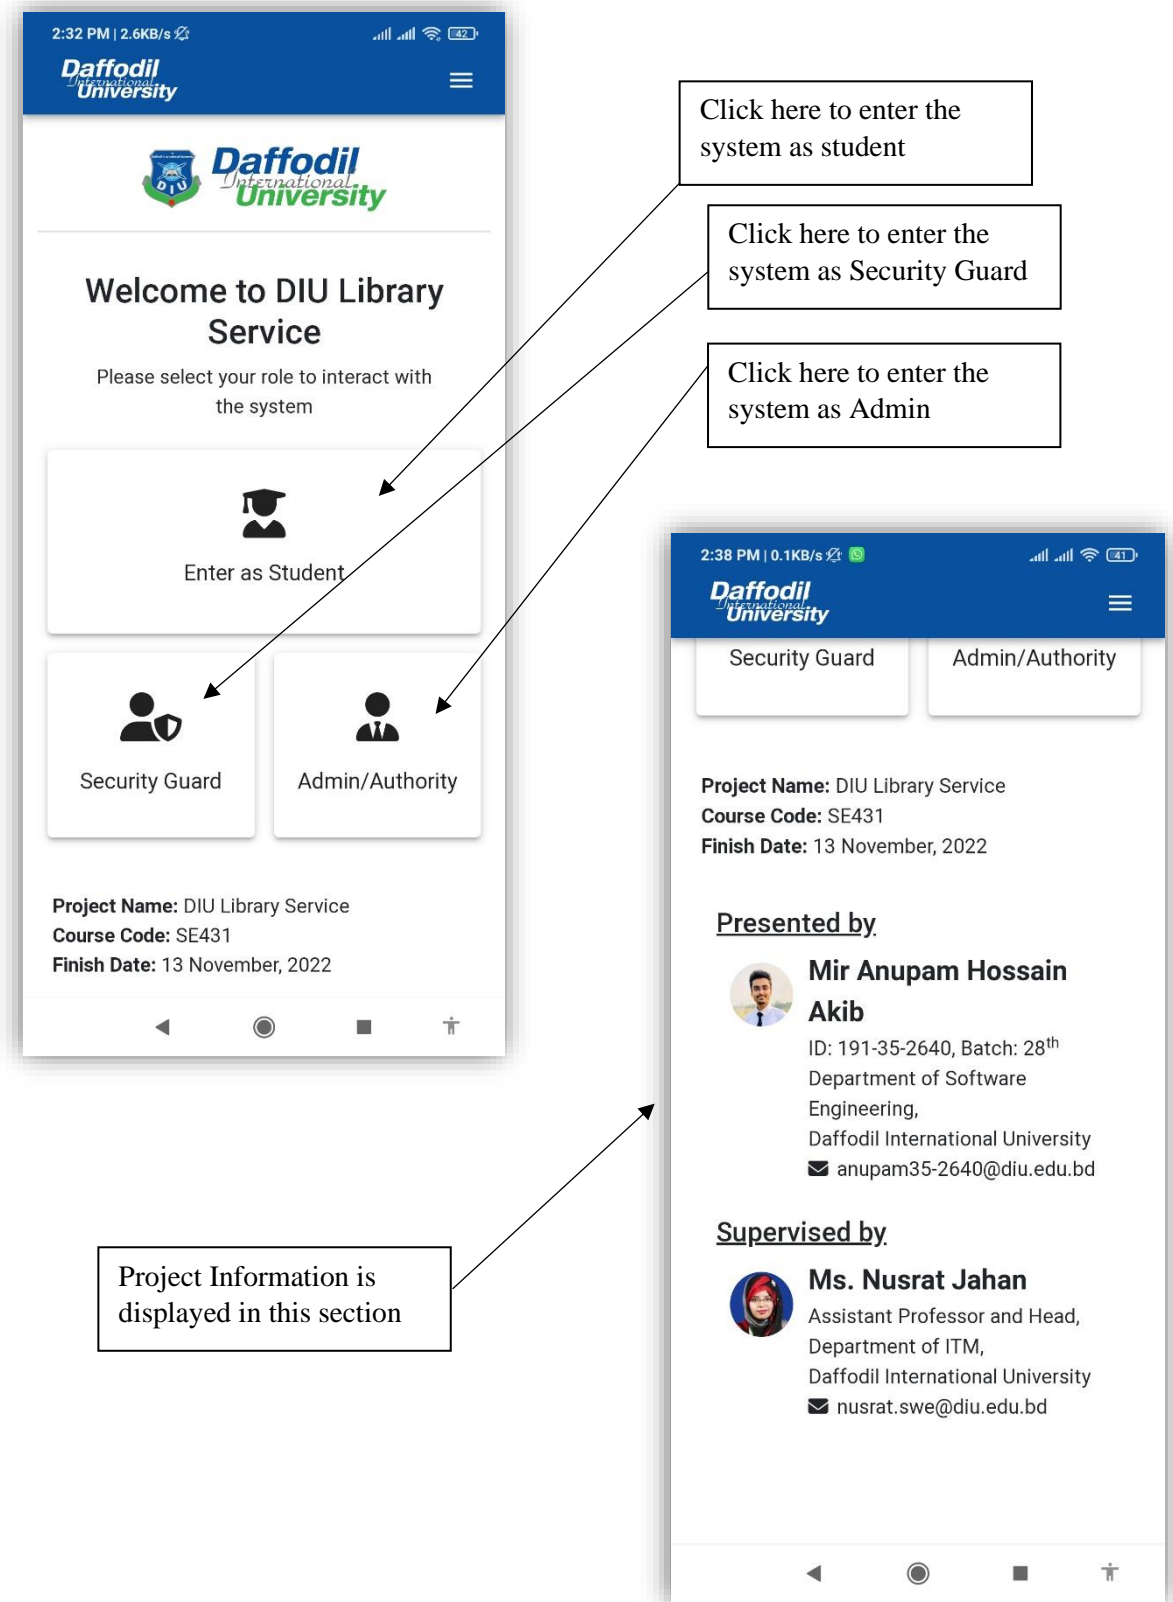 2:32 PM | 2.6KB/s
42
Daffodil
International
University
Daffodil
International
University
DIU
Welcome to DIU Library
Service
Please select your role to interact with
the system
Enter as Student
Security Guard
Admin/Authority
Project Name: DIU Library Service
Course Code: SE431
Finish Date: 13 November, 2022
Click here to enter the
system as student
Click here to enter the
system as Security Guard
Click here to enter the
system as Admin
2:38 PM | 0.1KB/s
41
Daffodil
International
University
Security Guard
Admin/Authority
Project Name: DIU Library Service
Course Code: SE431
Finish Date: 13 November, 2022
Presented by
Mir Anupam Hossain
Akib
ID: 191-35-2640, Batch: 28th
Department of Software
Engineering,
Daffodil International University
anupam35-2640@diu.edu.bd
Supervised by
Ms. Nusrat Jahan
Assistant Professor and Head,
Department of ITM,
Daffodil International University
nusrat.swe@diu.edu.bd
Project Information is
displayed in this section